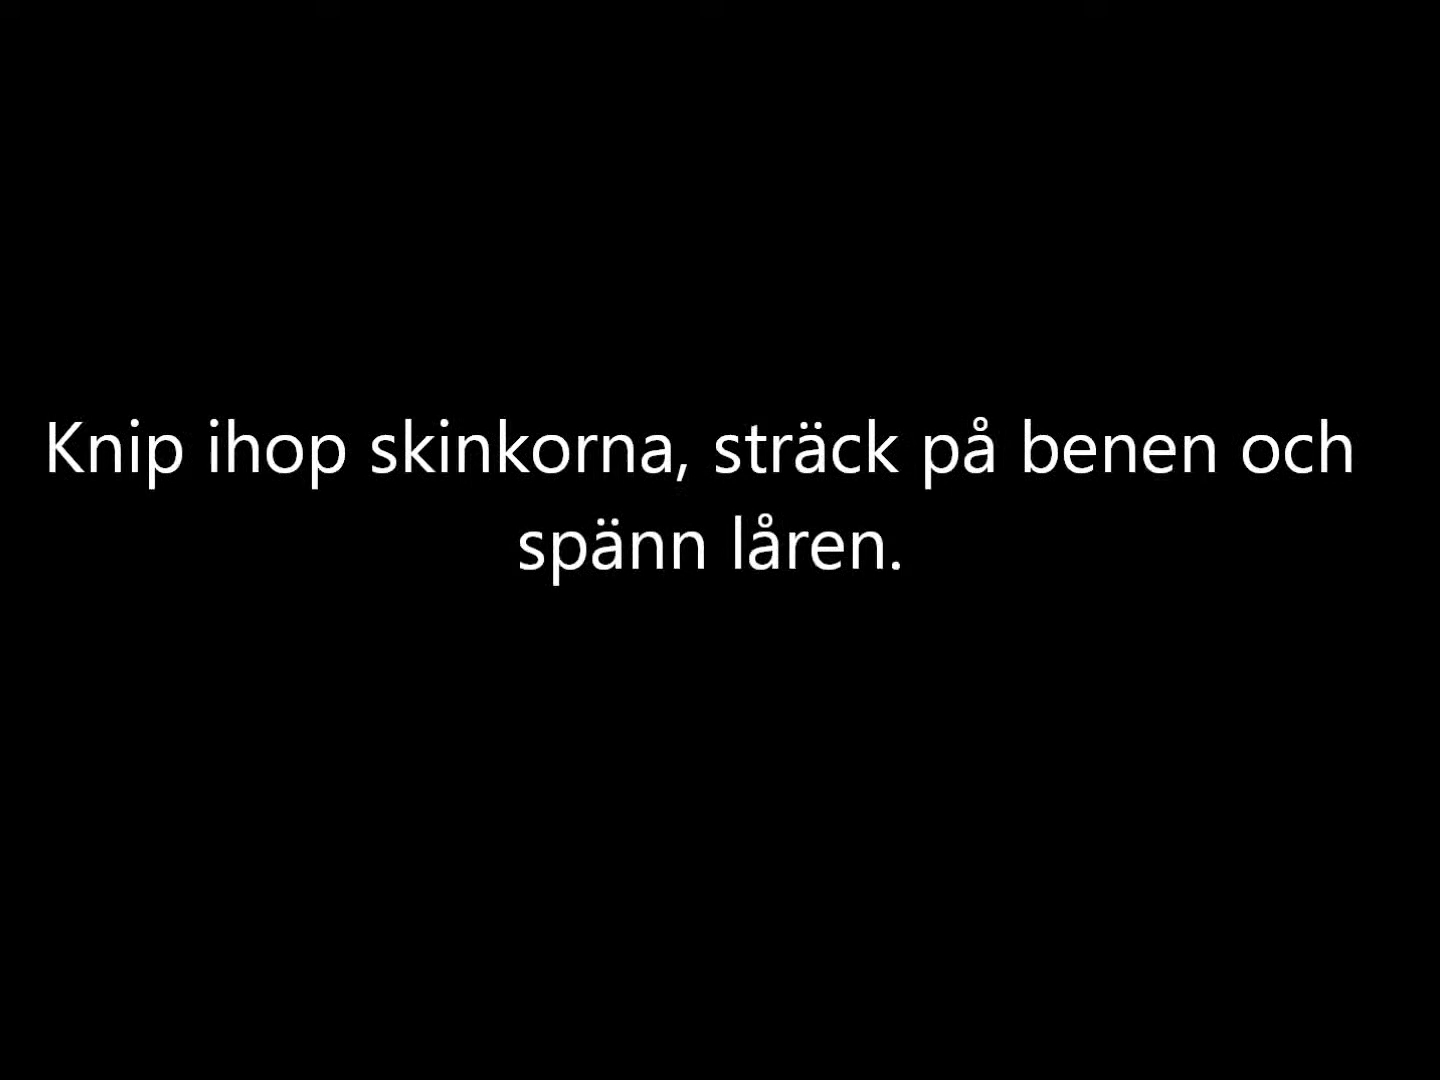 Knip ihop skinkorna, sträck på benen och
spänn låren.